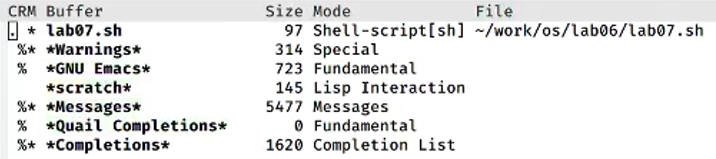 CRM Buffer Size Mode File
. * lab07.sh 97 Shell-script[sh] ~/work/os/lab06/lab07.sh
%* *Warnings* 314 Special
% *GNU Emacs* 723 Fundamental
*scratch* 145 Lisp Interaction
%* *Messages* 5477 Messages
% *Quail Completions* 0 Fundamental
%* *Completions* 1620 Completion List